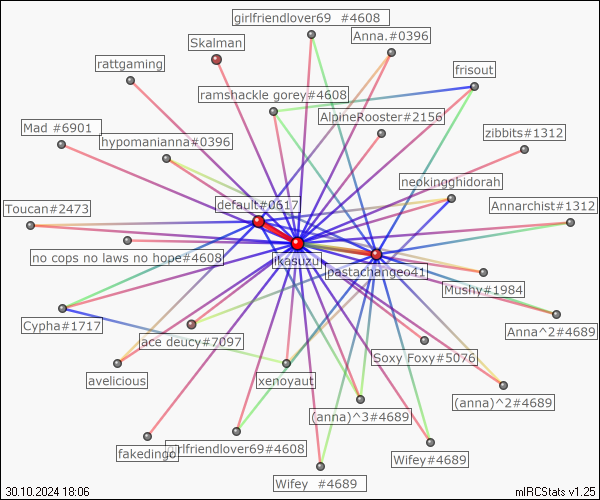 girlfriendlover69  #4608
Anna.#0396
Skalman
rattgaming
frisout
ramshackle gorey#4608
AlpineRooster#2156
Mad #6901
zibbits#1312
hypomanianna#0396
neokingghidorah
default#0617
Toucan#2473
Annarchist#1312
no cops no laws no hope#4608
ikasuzu
pastachange041
Mushy#1984
Cypha#1717
Anna^2#4689
ace deucy#7097
Soxy Foxy#5076
avelicious
xenoyaut
(anna)^3#4689
(anna)^2#4689
fakedingo
girlfriendlover69#4608
Wifey#4689
Wifey  #4689
30.10.2024 18:06
mIRCStats v1.25